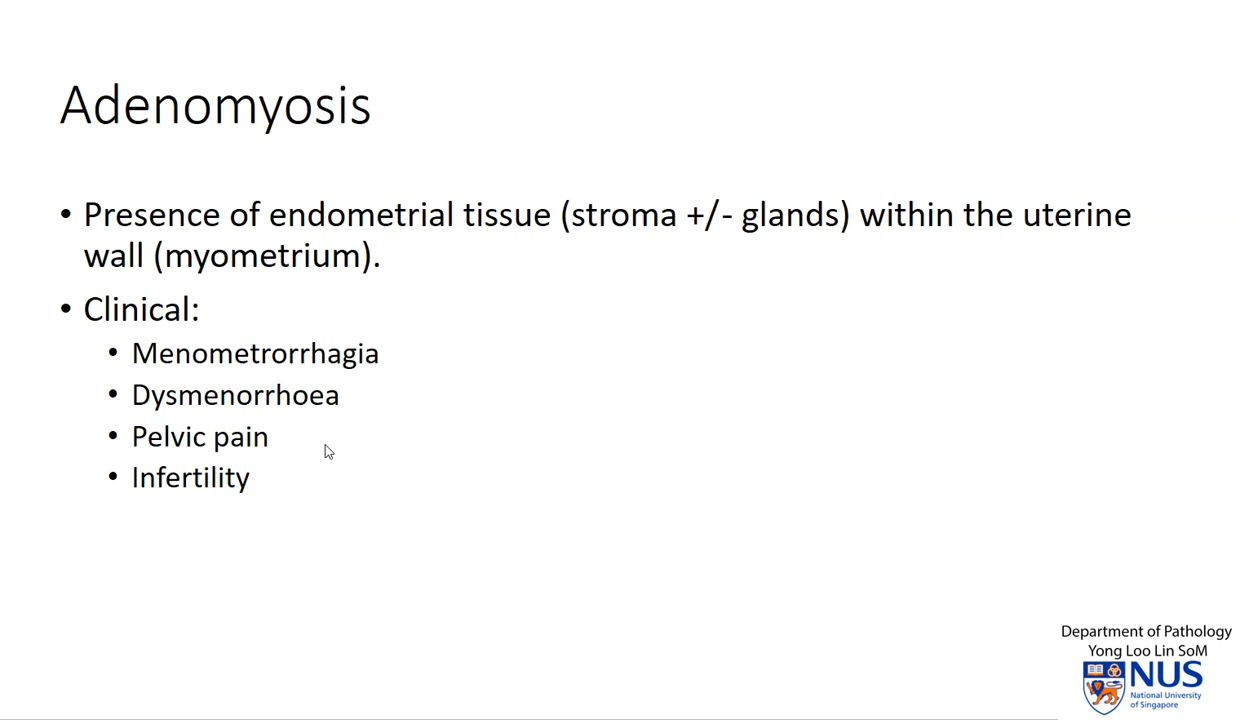 Adenomyosis
• Presence of endometrial tissue (stroma +/- glands) within the uterine
wall (myometrium).
• Clinical:
• Menometrorrhagia
• Dysmenorrhoea
• Pelvic pain
• Infertility
Department of Pathology
Yong Loo Lin SoM
NUS
National University
of Singapore